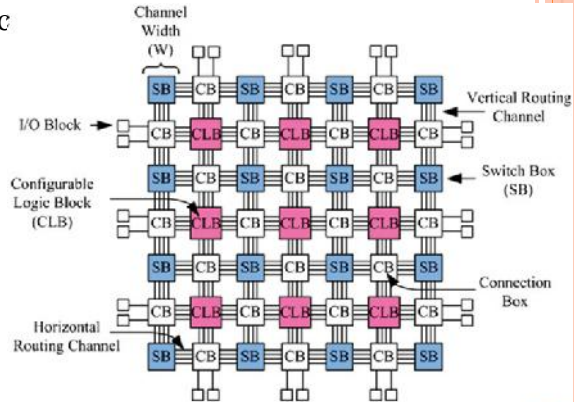 c
Channel
Width
(W)
SB CB SB CB SB CB SB
Vertical Routing
Channel
I/O Block
CB CLB CB CLB CB CLB CB
SB CB SB CB SB CB SB
Switch Box
(SB)
Configurable
Logic Block
(CLB)
CB CLB CB CLB CB CLB CB
SB CB SB CB SB CB SB
Connection
Box
CB CLB CB CLB CB CLB CB
Horizontal
Routing Channel
SB CB SB CB SB CB SB